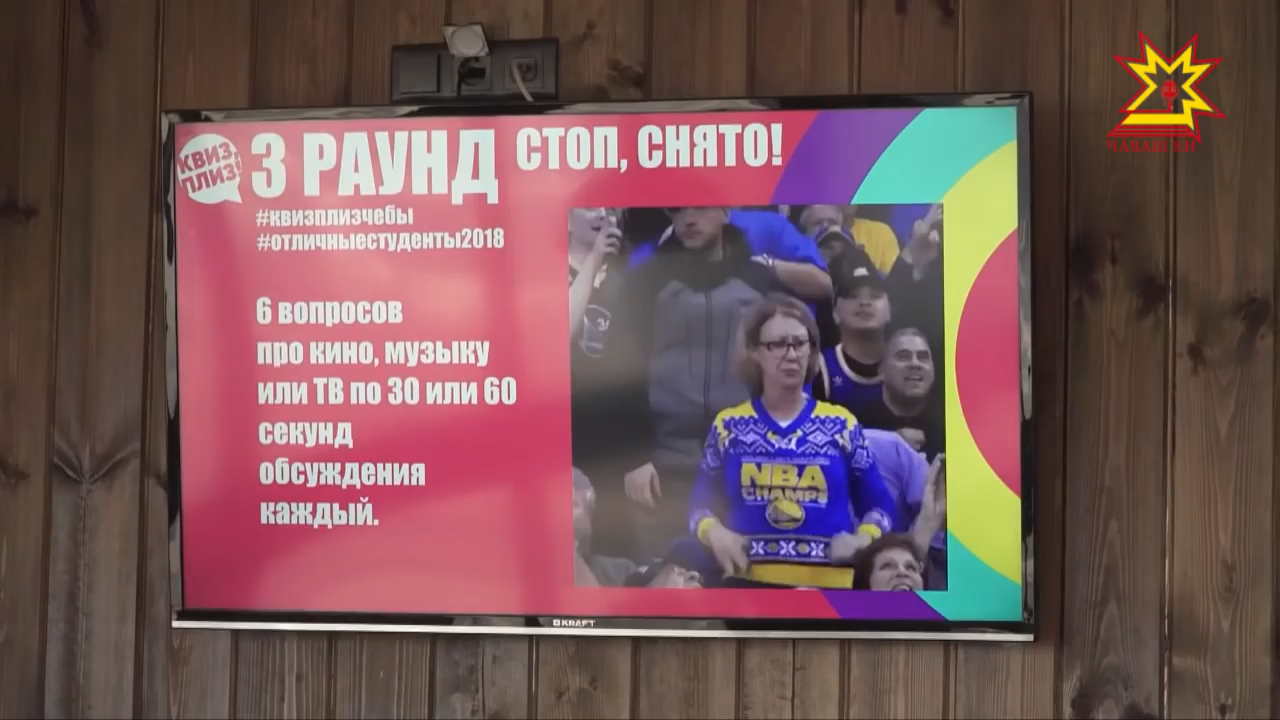 КВИЗ,
ПЛИЗ!
3 РАУНД СТОП, СНЯТО!
#квизплизчебы
#отличныестуденты2018
6 вопросов
про кино, музыку
или ТВ по 30 или 60
секунд
обсуждения
каждый.
NBA
CHAMPS
KRAFT